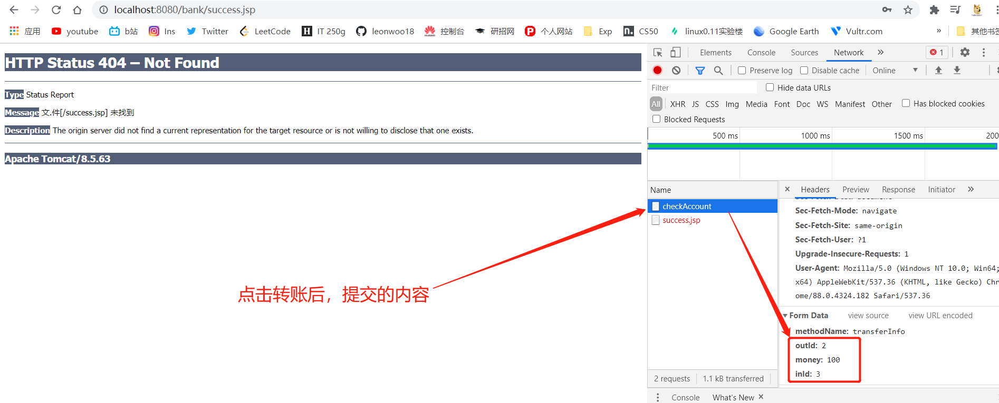 localhost:8080/bank/success.jsp
应用 youtube b站 Ins Twitter LeetCode IT 250g leonwoo18 控制台 研招网 个人网站 Exp CS50 linux0.11实验楼 Google Earth Vultr.com » 其他书签
HTTP Status 404 – Not Found
Type Status Report
Message 文.件[/success.jsp] 未找到
Description The origin server did not find a current representation for the target resource or is not willing to disclose that one exists.
Apache Tomcat/8.5.63
点击转账后，提交的内容
Elements Console Sources Network » 1
Preserve log Disable cache Online
Filter Hide data URLs
All XHR JS CSS Img Media Font Doc WS Manifest Other Has blocked cookies
Blocked Requests
500 ms 1000 ms 1500 ms 200
Name
checkAccount
success.jsp
2 requests 1.1 kB transferred
× Headers Preview Response Initiator »
Sec-Fetch-Mode: navigate
Sec-Fetch-Site: same-origin
Sec-Fetch-User: ?1
Upgrade-Insecure-Requests: 1
User-Agent: Mozilla/5.0 (Windows NT 10.0; Win64;
x64) AppleWebKit/537.36 (KHTML, like Gecko) Chr
ome/88.0.4324.182 Safari/537.36
Form Data view source view URL encoded
methodName: transferInfo
outId: 2
money: 100
inId: 3
Console What's New ×